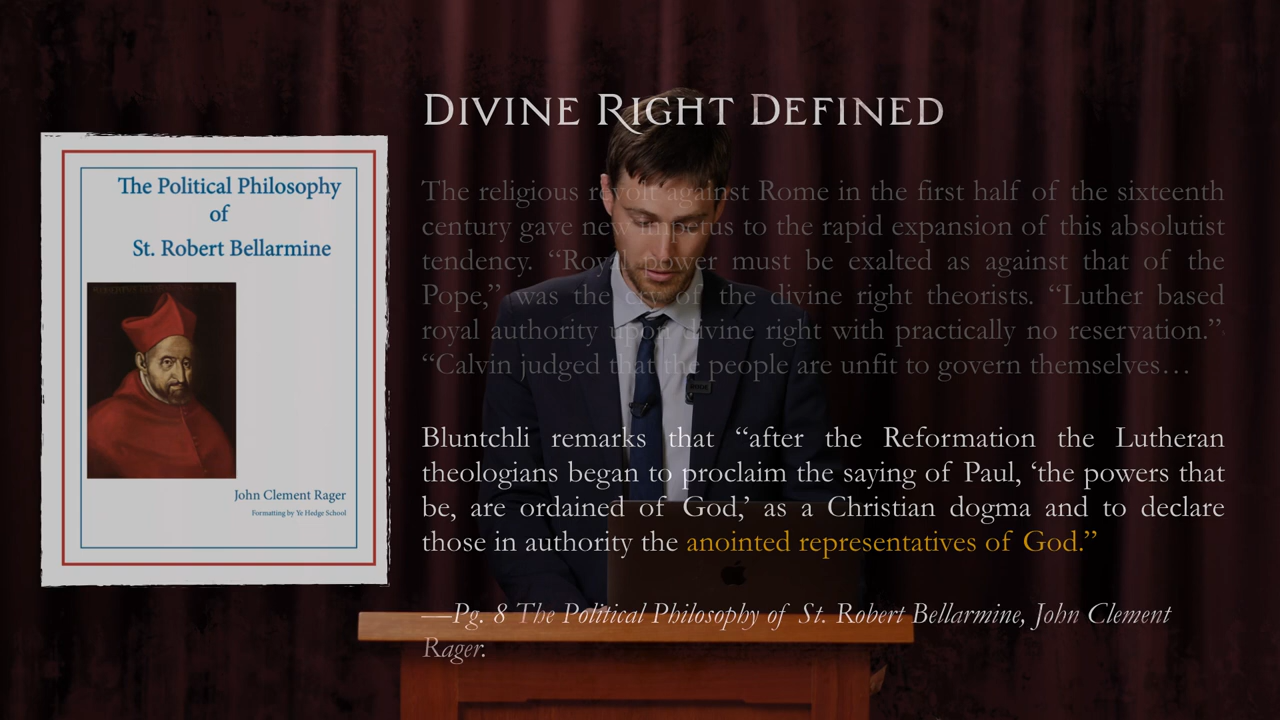 DIVINE RIGHT DEFINED
The Political Philosophy
of
St. Robert Bellarmine
John Clement Rager
Formatting by Ye Hedge School
The religious revolt against Rome in the first half of the sixteenth
century gave new us to the rapid expansion of this absolutist
tendency. “Royal power must be exalted as against that of the
Pope,” was the cry of the divine right theorists. “Luther based
royal authority upon divine right with practically no reservation.”
“Calvin judged that the people are unfit to govern themselves…
Bluntchli remarks that “after the Reformation the Lutheran
theologians began to proclaim the saying of Paul, ‘the powers that
be, are ordained of God,’ as a Christian dogma and to declare
those in authority the anointed representatives of God.”
—Pg. 8 The Political Philosophy of St. Robert Bellarmine, John Clement
Rager.